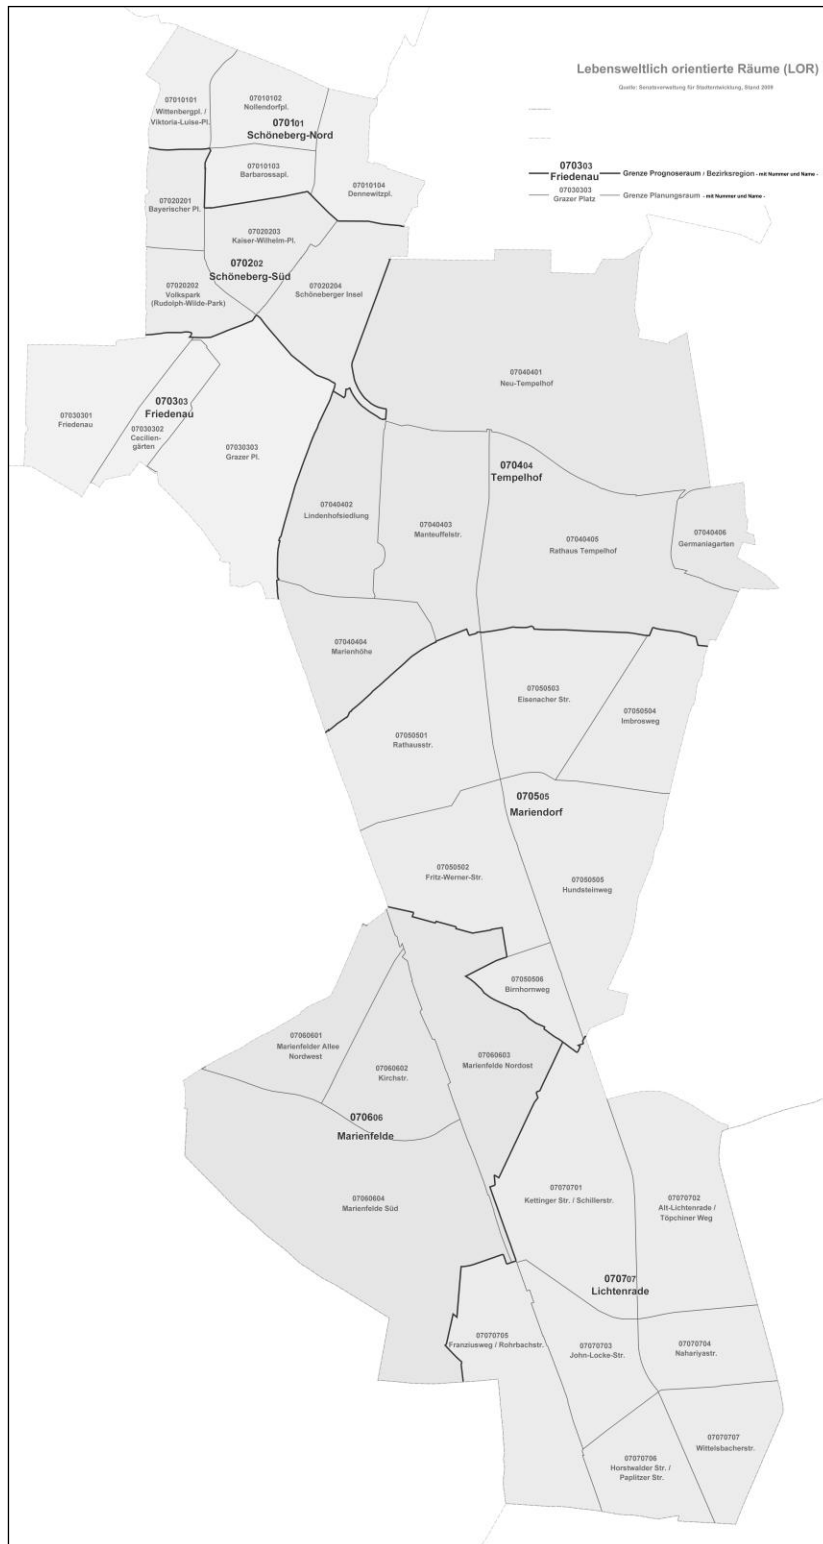 Lebensweltlich orientierte Räume (LOR)
Quelle: Senatsverwaltung für Stadtentwicklung, Stand 2009
070303
Friedenau
Grenze Prognoseraum / Bezirksregion - mit Nummer und Name -
07030303
Grazer Platz
Grenze Planungsraum - mit Nummer und Name -
07010101
Wittenbergpl. /
Viktoria-Luise-Pl.
07010102
Nollendorfpl.
070101
Schöneberg-Nord
07010103
Barbarossapl.
07010104
Dennewitzpl.
07020201
Bayerischer Pl.
07020203
Kaiser-Wilhelm-Pl.
070202
Schöneberg-Süd
07020202
Volkspark
(Rudolph-Wilde-Park)
07020204
Schöneberger Insel
07030301
Friedenau
070303
Friedenau
07030302
Cecilien-
gärten
07030303
Grazer Pl.
07040401
Neu-Tempelhof
070404
Tempelhof
07040402
Lindenhofsiedlung
07040403
Manteuffelstr.
07040405
Rathaus Tempelhof
07040406
Germaniagarten
07040404
Marienhöhe
07050501
Rathausstr.
07050503
Eisenacher Str.
07050504
Imbrosweg
070505
Mariendorf
07050502
Fritz-Werner-Str.
07050505
Hundsteinweg
07050506
Birnhornweg
07060601
Marienfelder Allee
Nordwest
07060602
Kirchstr.
07060603
Marienfelde Nordost
070606
Marienfelde
07060604
Marienfelde Süd
07070701
Kettinger Str. / Schillerstr.
07070702
Alt-Lichtenrade /
Töpchiner Weg
070707
Lichtenrade
07070705
Franziusweg / Rohrbachstr.
07070703
John-Locke-Str.
07070704
Nahariyastr.
07070707
Wittelsbacherstr.
07070706
Horstwalder Str. /
Paplitzer Str.